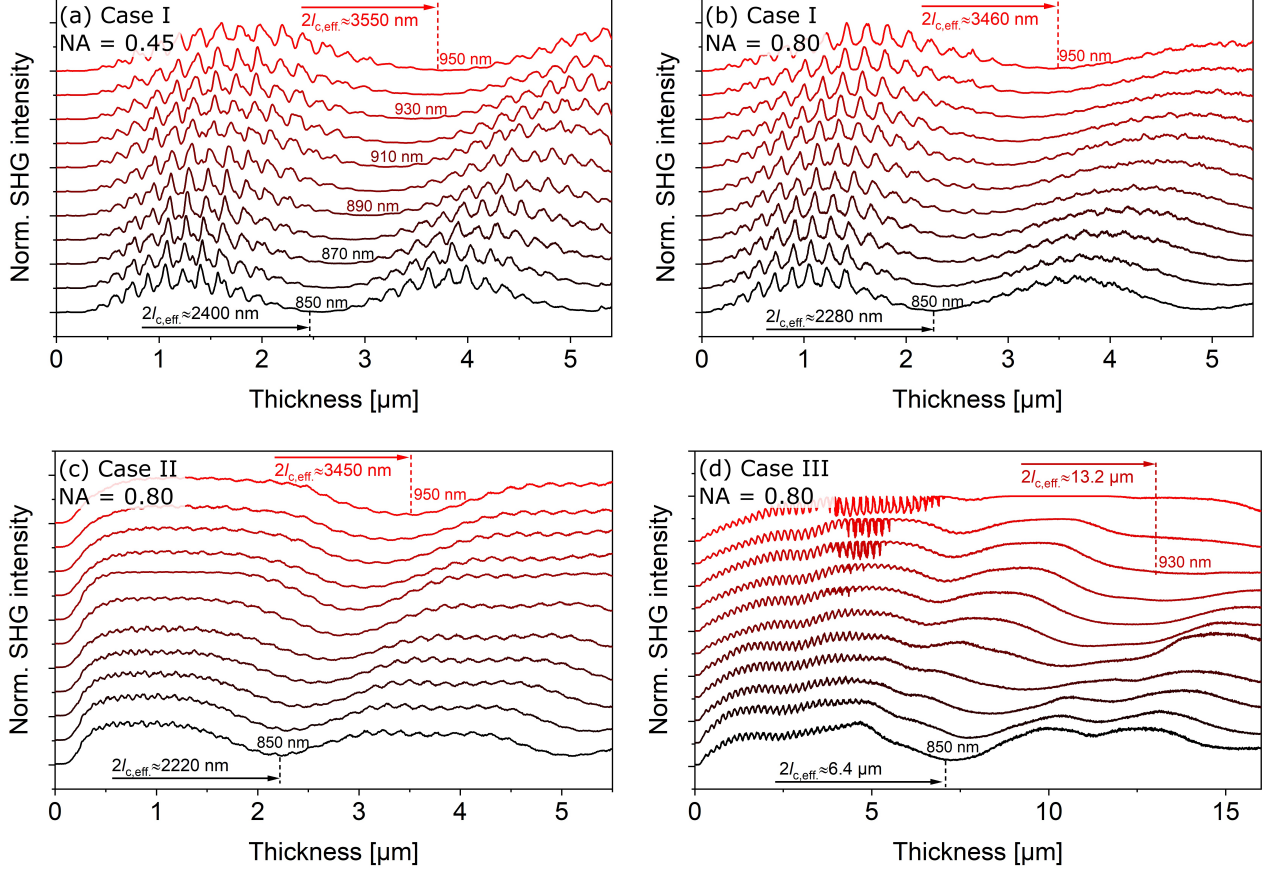 (a) Case I
NA = 0.45
2lc,eff.≈3550 nm
950 nm
930 nm
910 nm
890 nm
870 nm
850 nm
2lc,eff.≈2400 nm
Norm. SHG intensity
0 1 2 3 4 5
Thickness [µm]
(b) Case I
NA = 0.80
2lc,eff.≈3460 nm
950 nm
850 nm
2lc,eff.≈2280 nm
Norm. SHG intensity
0 1 2 3 4 5
Thickness [µm]
(c) Case II
NA = 0.80
2lc,eff.≈3450 nm
950 nm
850 nm
2lc,eff.≈2220 nm
Norm. SHG intensity
0 1 2 3 4 5
Thickness [µm]
(d) Case III
NA = 0.80
2lc,eff.≈13.2 µm
930 nm
850 nm
2lc,eff.≈6.4 µm
Norm. SHG intensity
0 5 10 15
Thickness [µm]